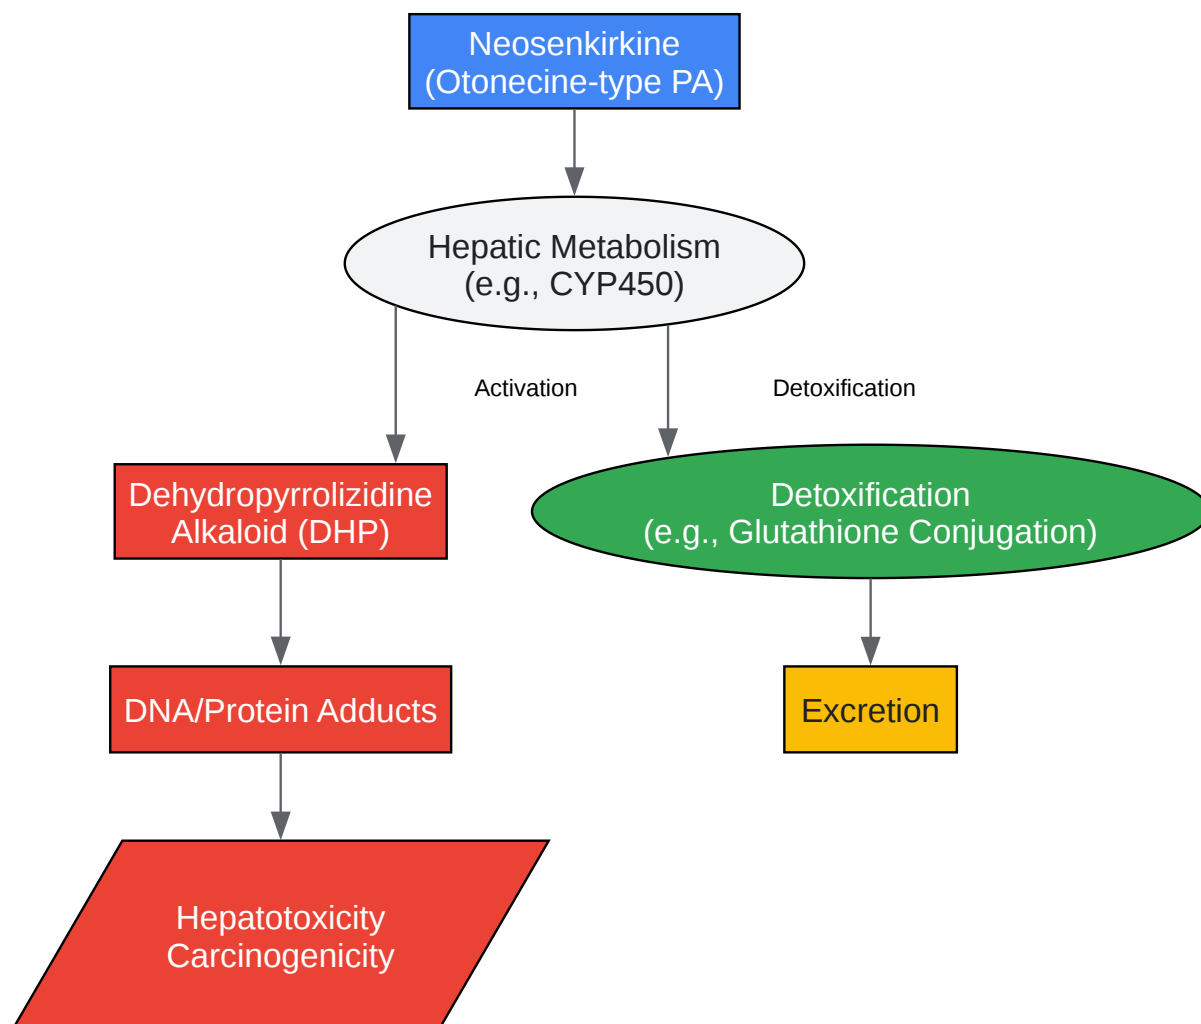 Neosenkirkine
(Otonecine-type PA)
Hepatic Metabolism
(e.g., CYP450)
Activation
Detoxification
Dehydropyrrolizidine
Alkaloid (DHP)
Detoxification
(e.g., Glutathione Conjugation)
DNA/Protein Adducts
Excretion
Hepatotoxicity
Carcinogenicity